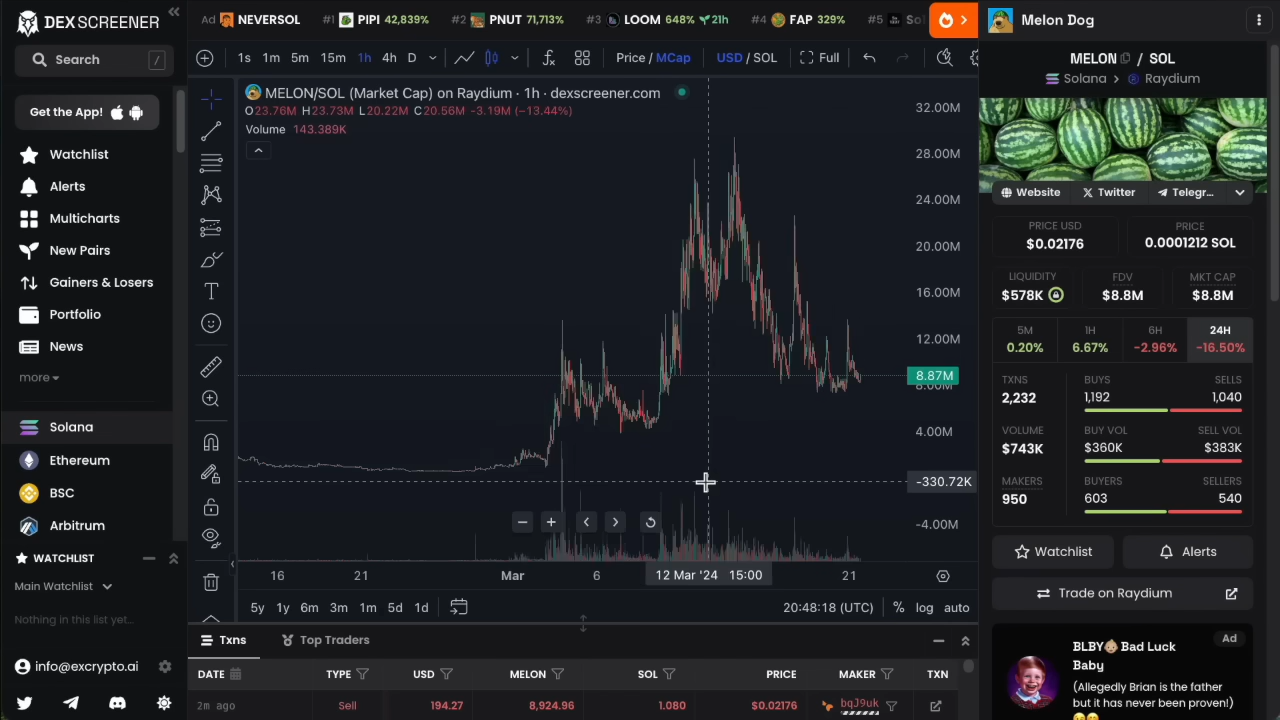 DEX SCREENER
Search /
Get the App!
Watchlist
Alerts
Multicharts
New Pairs
Gainers & Losers
Portfolio
News
more
Solana
Ethereum
BSC
Arbitrum
WATCHLIST
Main Watchlist
Nothing in this list yet...
info@excrypto.ai
Ad NEVERSOL #1 PIPI 42,839% #2 PNUT 71,713% #3 LOOM 648% 21h #4 FAP 329% #5
1s 1m 5m 15m 1h 4h D Price / MCap USD / SOL Full
MELON/SOL (Market Cap) on Raydium · 1h · dexscreener.com
O23.76M H23.73M L20.22M C20.56M -3.19M (-13.44%)
Volume 143.389K
32.00M
28.00M
24.00M
20.00M
16.00M
12.00M
8.87M
8.00M
4.00M
-330.72K
-4.00M
16 21 Mar 6 12 Mar '24 15:00 21
5y 1y 6m 3m 1m 5d 1d 20:48:18 (UTC) % log auto
Txns Top Traders
DATE TYPE USD MELON SOL PRICE MAKER TXN
2m ago Sell 194.27 8,924.96 1.080 $0.02176 bqJ9uk
Melon Dog
MELON / SOL
Solana > Raydium
Website Twitter Telegr...
PRICE USD PRICE
$0.02176 0.0001212 SOL
LIQUIDITY FDV MKT CAP
$578K $8.8M $8.8M
5M 1H 6H 24H
0.20% 6.67% -2.96% -16.50%
TXNS BUYS SELLS
2,232 1,192 1,040
VOLUME BUY VOL SELL VOL
$743K $360K $383K
MAKERS BUYERS SELLERS
950 603 540
Watchlist Alerts
Trade on Raydium
Ad
BLBY Bad Luck
Baby
(Allegedly Brian is the father
but it has never been proven!)